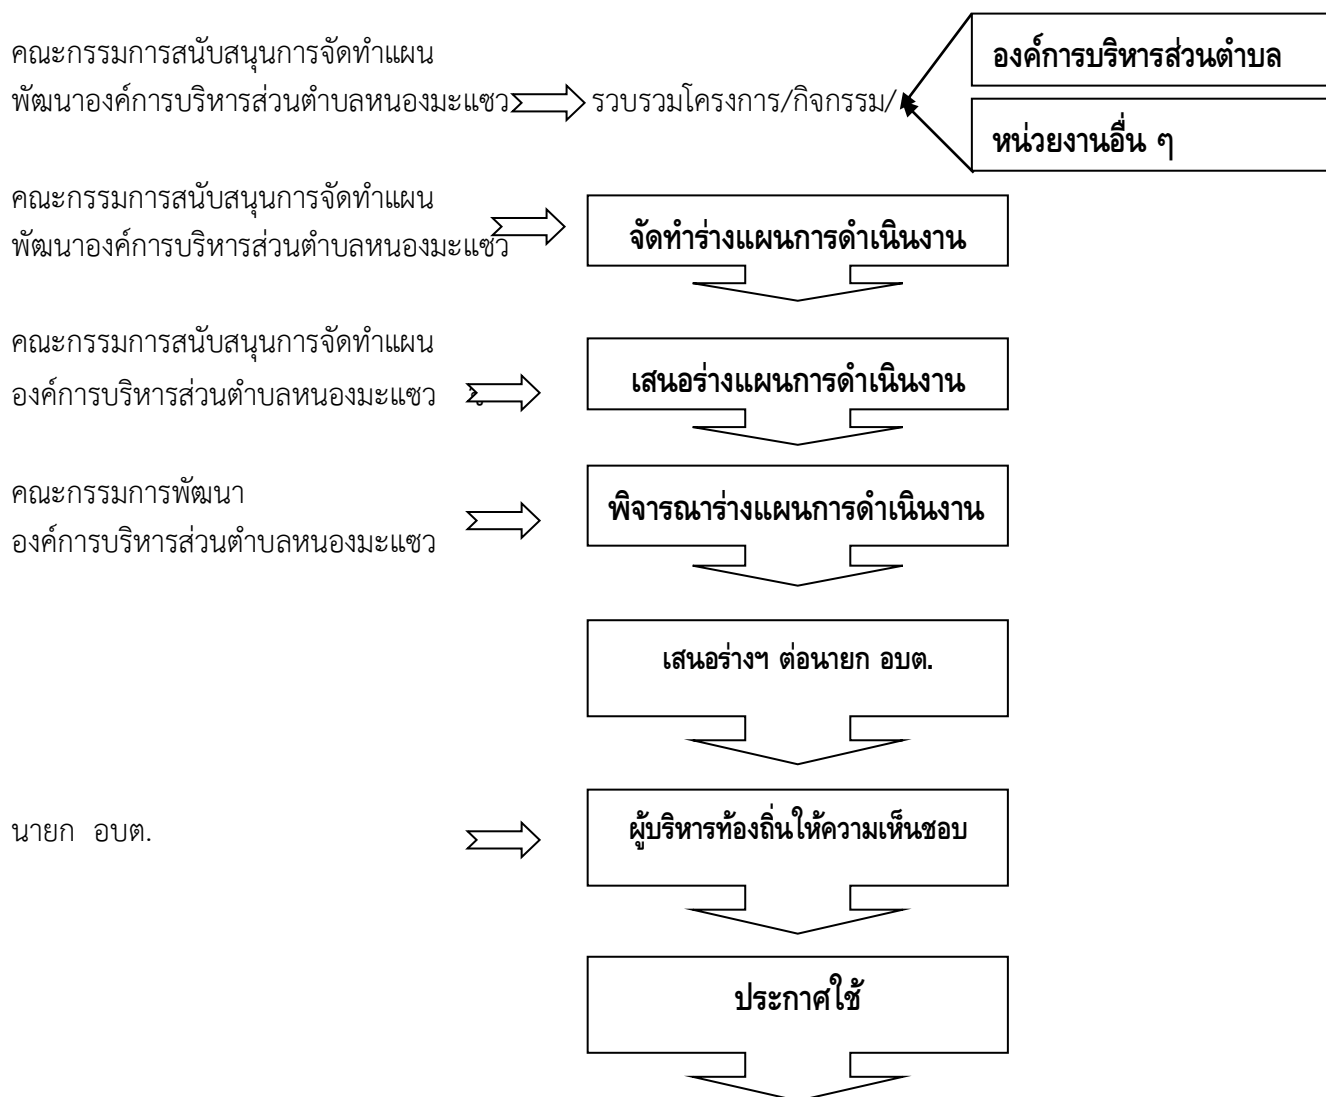 คณะกรรมการสนับสนุนการจัดทำแผน
พัฒนาองค์การบริหารส่วนตำบลหนองมะแซว
รวบรวมโครงการ/กิจกรรม/
องค์การบริหารส่วนตำบล
หน่วยงานอื่น ๆ
คณะกรรมการสนับสนุนการจัดทำแผน
พัฒนาองค์การบริหารส่วนตำบลหนองมะแซว
จัดทำร่างแผนการดำเนินงาน
คณะกรรมการสนับสนุนการจัดทำแผน
องค์การบริหารส่วนตำบลหนองมะแซว
เสนอร่างแผนการดำเนินงาน
คณะกรรมการพัฒนา
องค์การบริหารส่วนตำบลหนองมะแซว
พิจารณาร่างแผนการดำเนินงาน
เสนอร่างฯ ต่อนายก อบต.
นายก อบต.
ผู้บริหารท้องถิ่นให้ความเห็นชอบ
ประกาศใช้